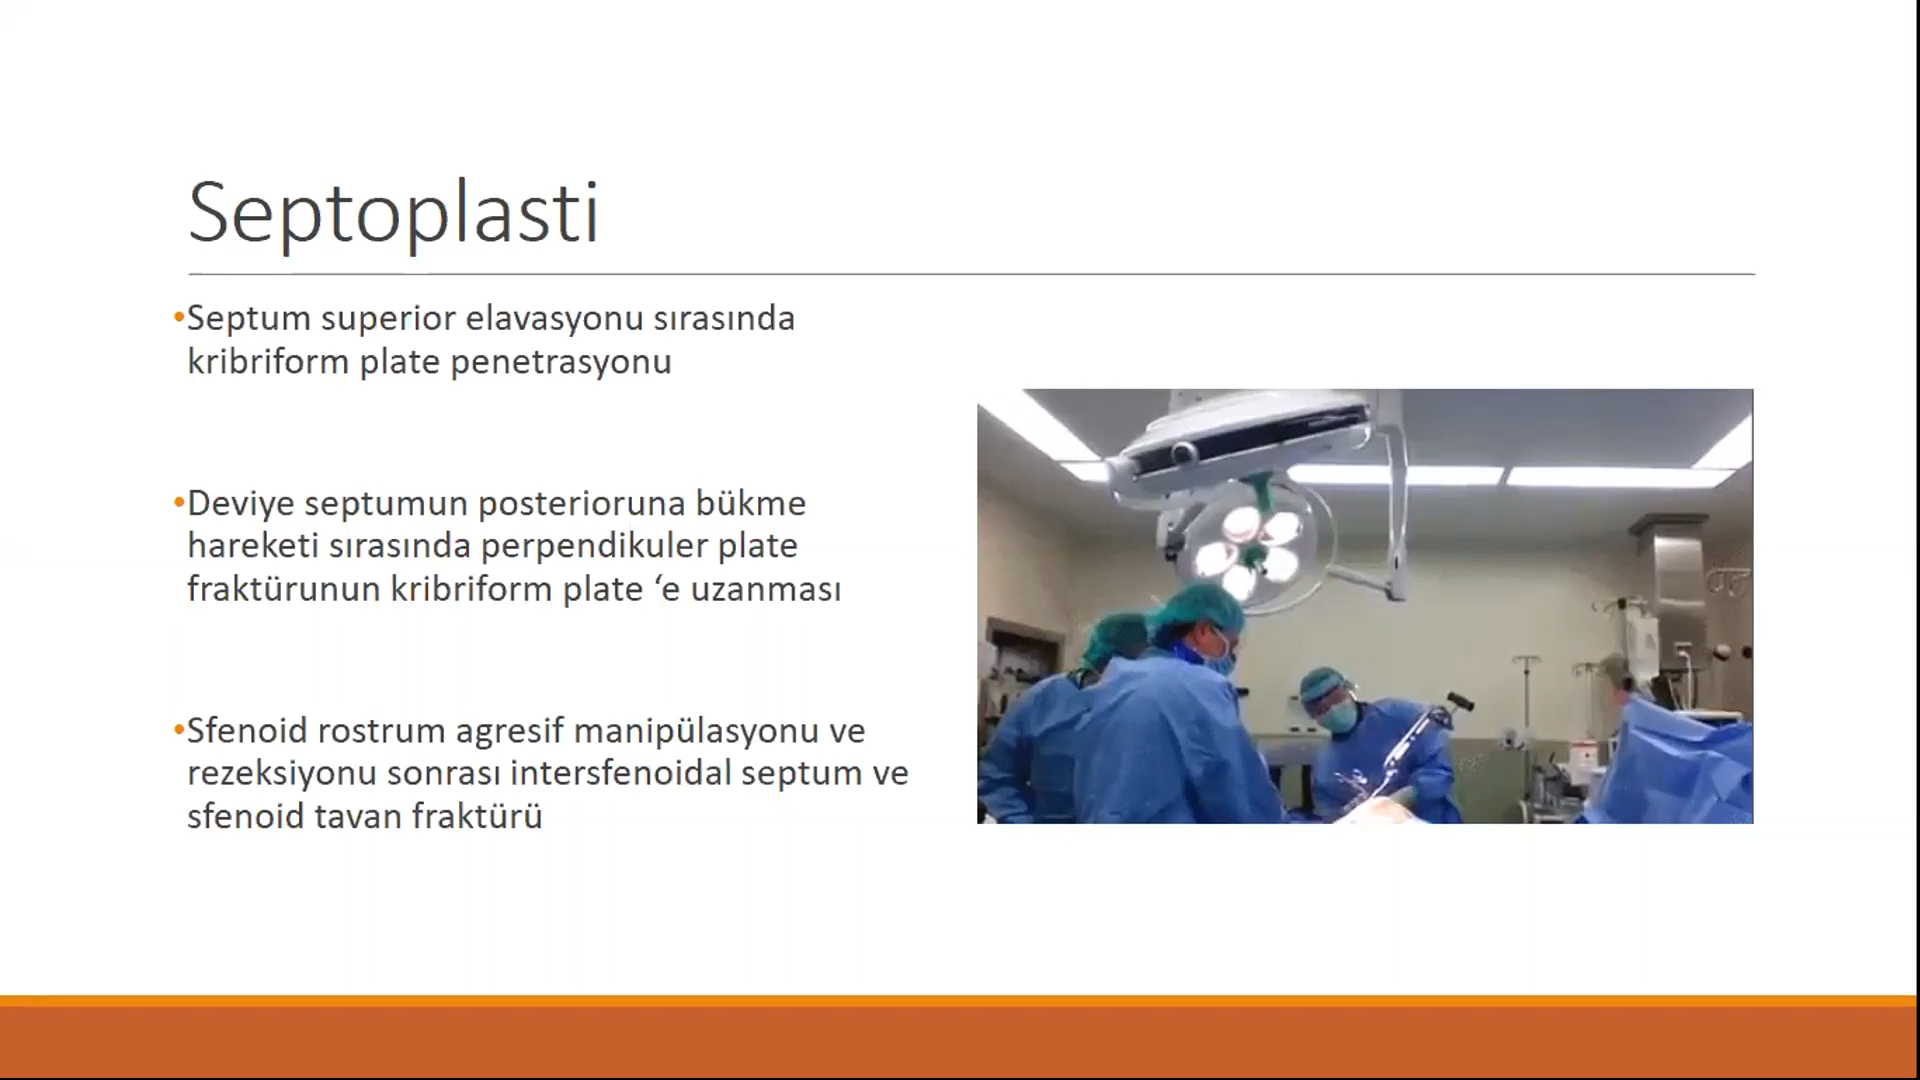 Septoplasti
•Septum superior elavasyonu sırasında
kribriform plate penetrasyonu
•Deviye septumun posterioruna bükme
hareketi sırasında perpendikuler plate
fraktürunun kribriform plate ‘e uzanması
•Sfenoid rostrum agresif manipülasyonu ve
rezeksiyonu sonrası intersfenoidal septum ve
sfenoid tavan fraktürü